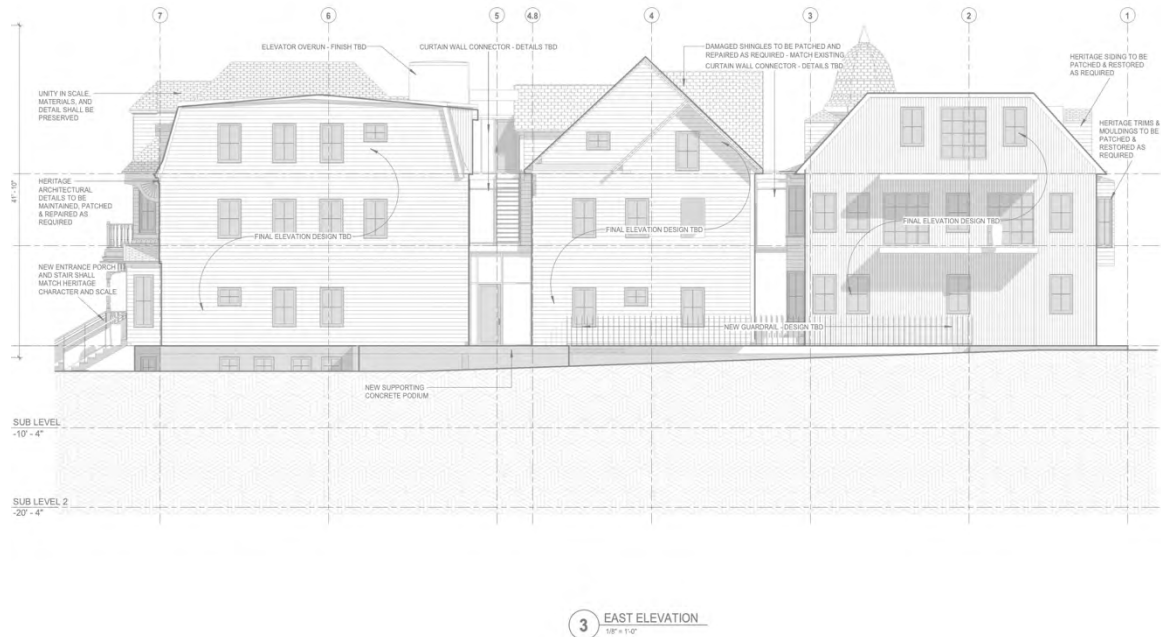 7
6
5
4.8
4
3
2
1
ELEVATOR OVERUN - FINISH TBD
CURTAIN WALL CONNECTOR - DETAILS TBD
DAMAGED SHINGLES TO BE PATCHED AND
REPAIRED AS REQUIRED - MATCH EXISTING
CURTAIN WALL CONNECTOR - DETAILS TBD
HERITAGE SIDING TO BE
PATCHED & RESTORED
AS REQUIRED
UNITY IN SCALE,
MATERIALS, AND
DETAIL SHALL BE
PRESERVED
HERITAGE TRIMS &
MOULDINGS TO BE
PATCHED &
RESTORED AS
REQUIRED
41' - 10"
HERITAGE
ARCHITECTURAL
DETAILS TO BE
MAINTAINED, PATCHED
& REPAIRED AS
REQUIRED
FINAL ELEVATION DESIGN TBD
FINAL ELEVATION DESIGN TBD
FINAL ELEVATION DESIGN TBD
NEW ENTRANCE PORCH
AND STAIR SHALL
MATCH HERITAGE
CHARACTER AND SCALE
NEW GUARDRAIL - DESIGN TBD
NEW SUPPORTING
CONCRETE PODIUM
SUB LEVEL
-10' - 4"
SUB LEVEL 2
-20' - 4"
3
EAST ELEVATION
1/8" = 1'-0"